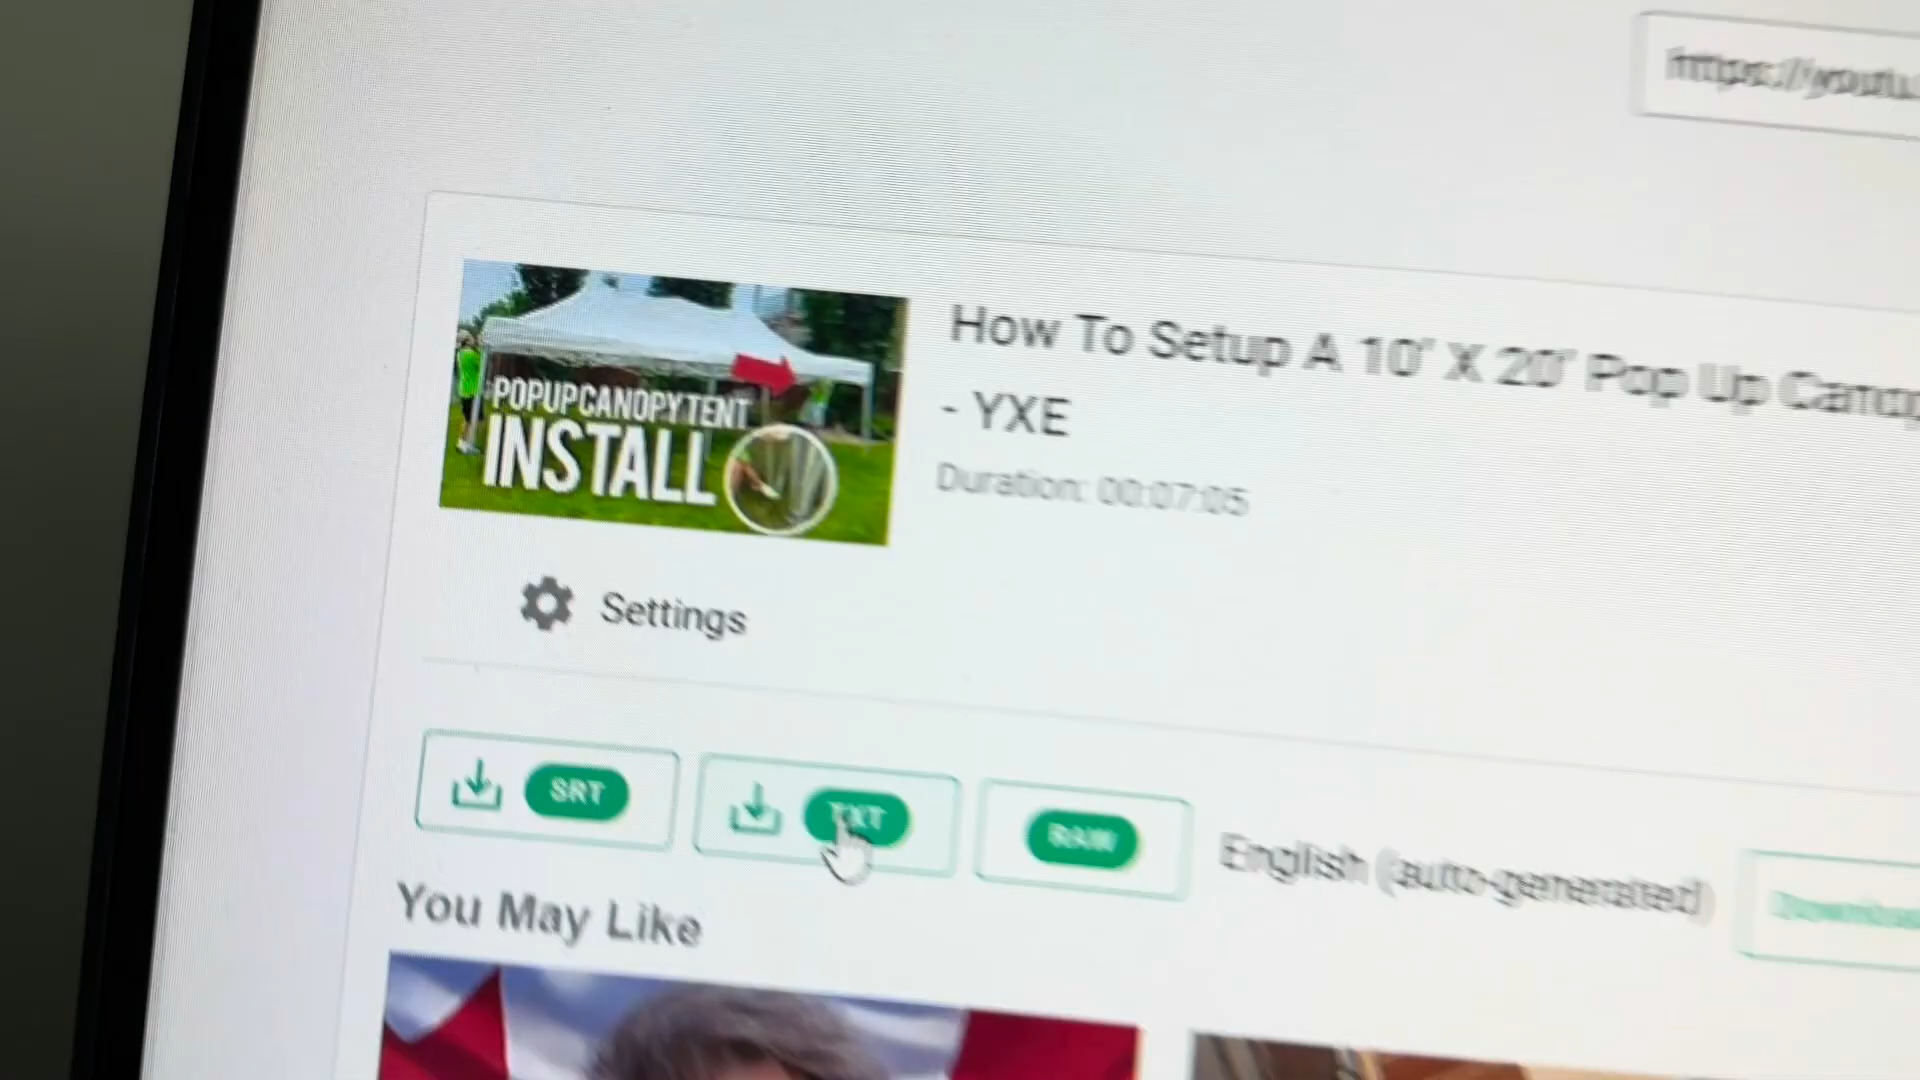 https://youtu
How To Setup A 10' X 20' Pop Up
- YXE
Duration: 00:07:05
POPUPCANOPYTENT
INSTALL
Settings
SRT
TXT
RAW
English (auto-generated)
You May Like